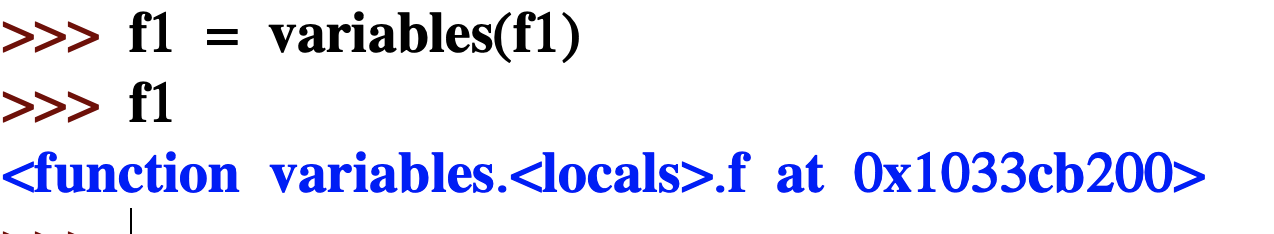 >>> f1 = variables(f1)
>>> f1
<function variables.<locals>.f at 0x1033cb200>
>>>